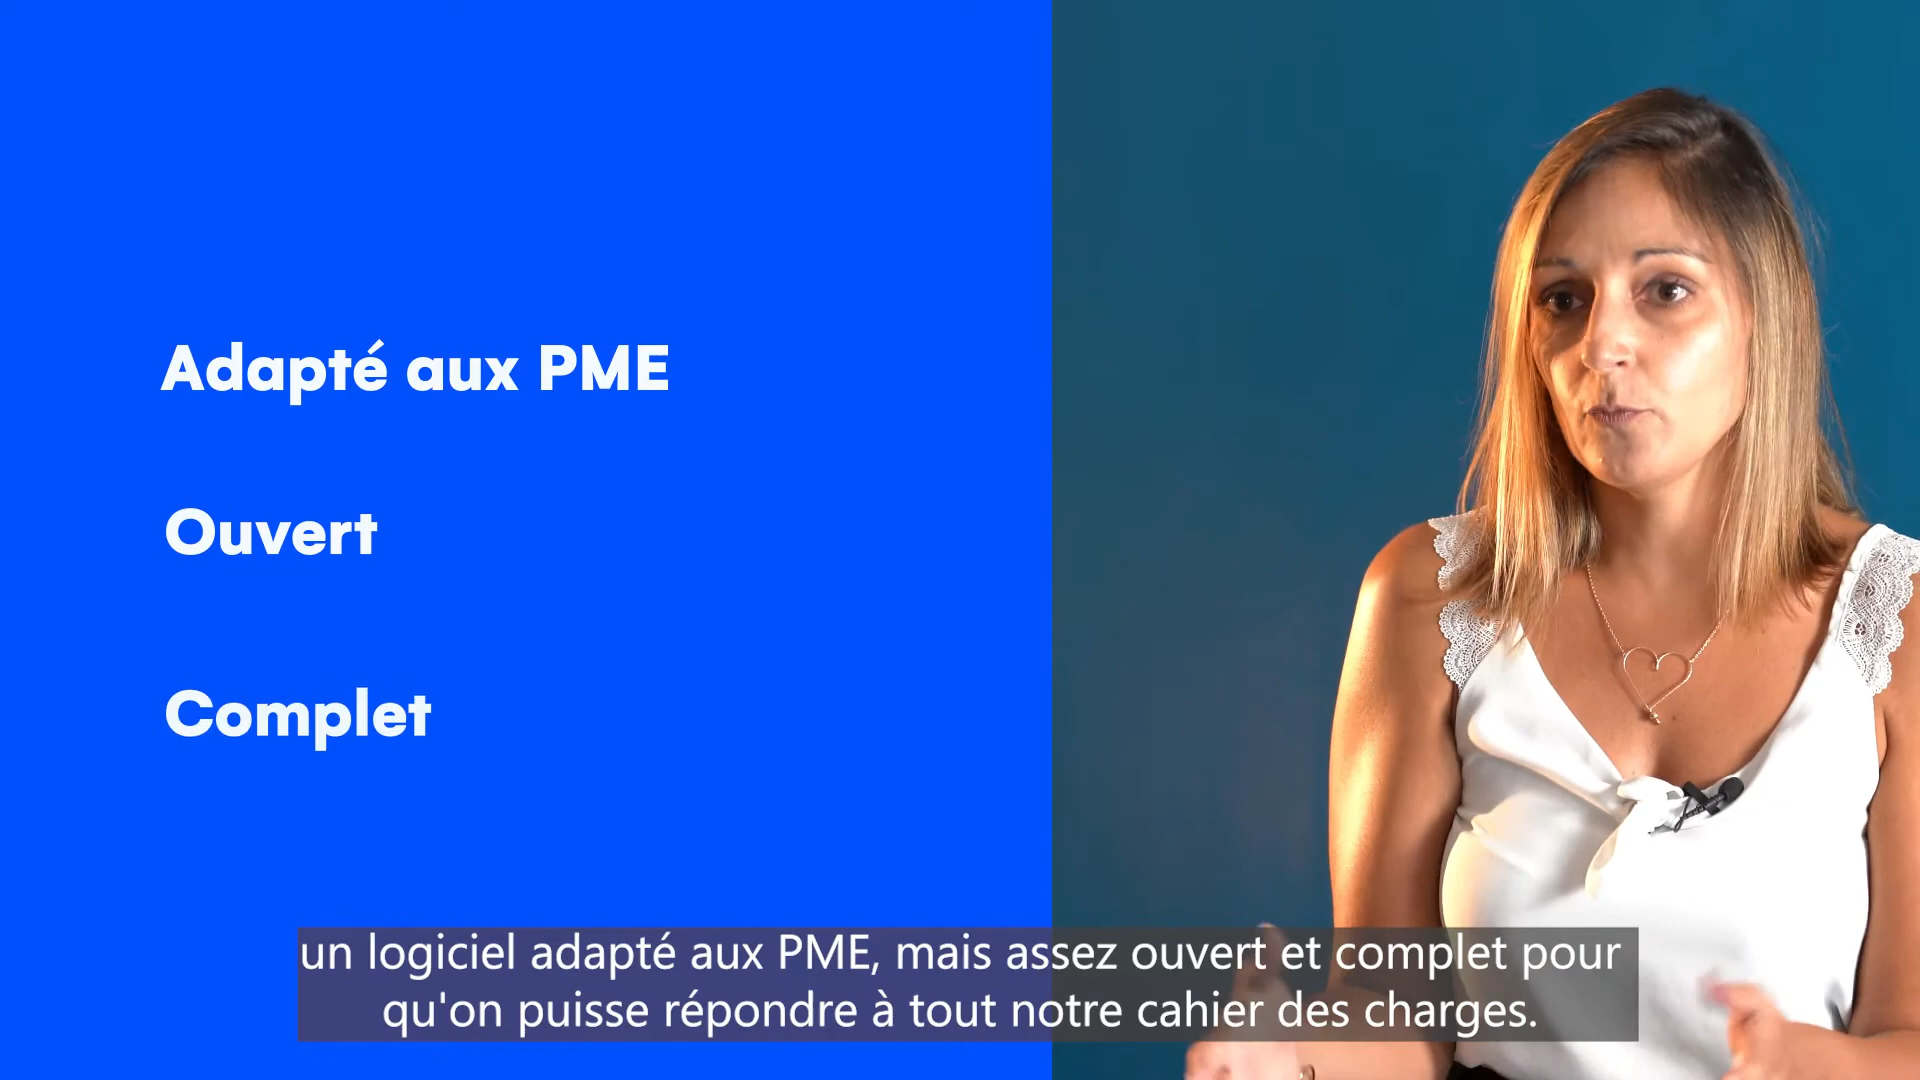 Adapté aux PME
Ouvert
Complet
un logiciel adapté aux PME, mais assez ouvert et complet pour
qu'on puisse répondre à tout notre cahier des charges.